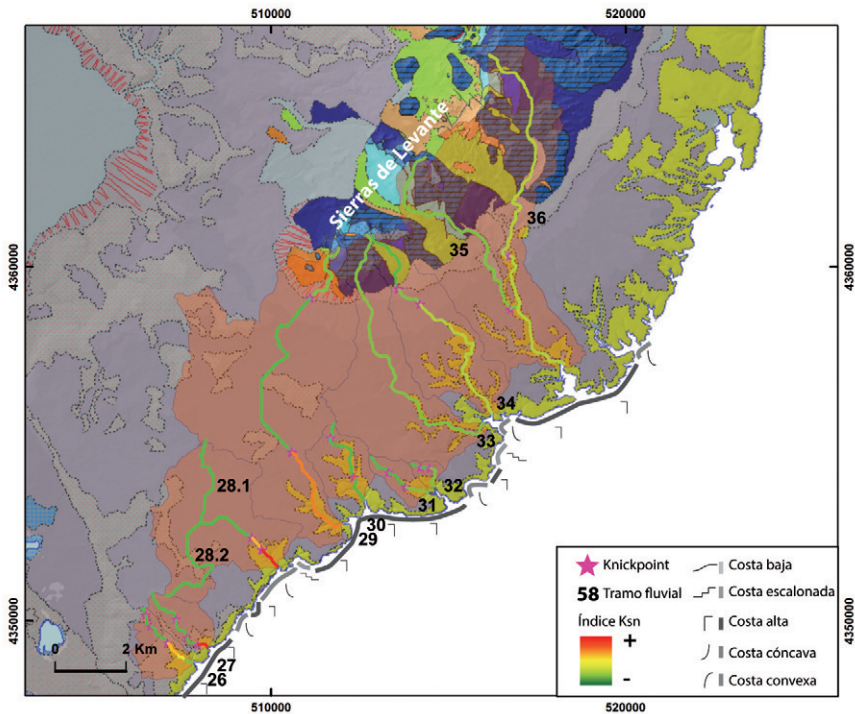 510000
520000
4360000
4360000
Sierras de Levante
36
35
34
33
28.1
32
31
30
29
28.2
27
26
4350000
4350000
0 2 Km
Knickpoint
58 Tramo fluvial
Índice Ksn
+
-
Costa baja
Costa escalonada
Costa alta
Costa cóncava
Costa convexa
510000
520000